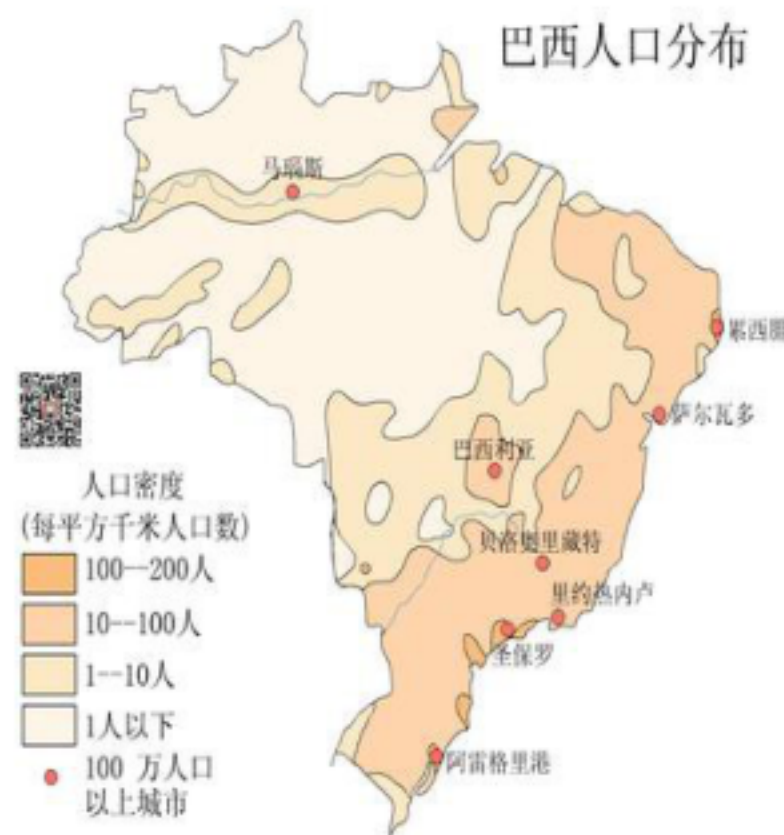 巴西人口分布
马瑙斯
累西腓
萨尔瓦多
巴西利亚
贝洛奥里藏特
里约热内卢
圣保罗
阿雷格里港
人口密度
(每平方千米人口数)
100--200人
10--100人
1--10人
1人以下
100 万人口
以上城市